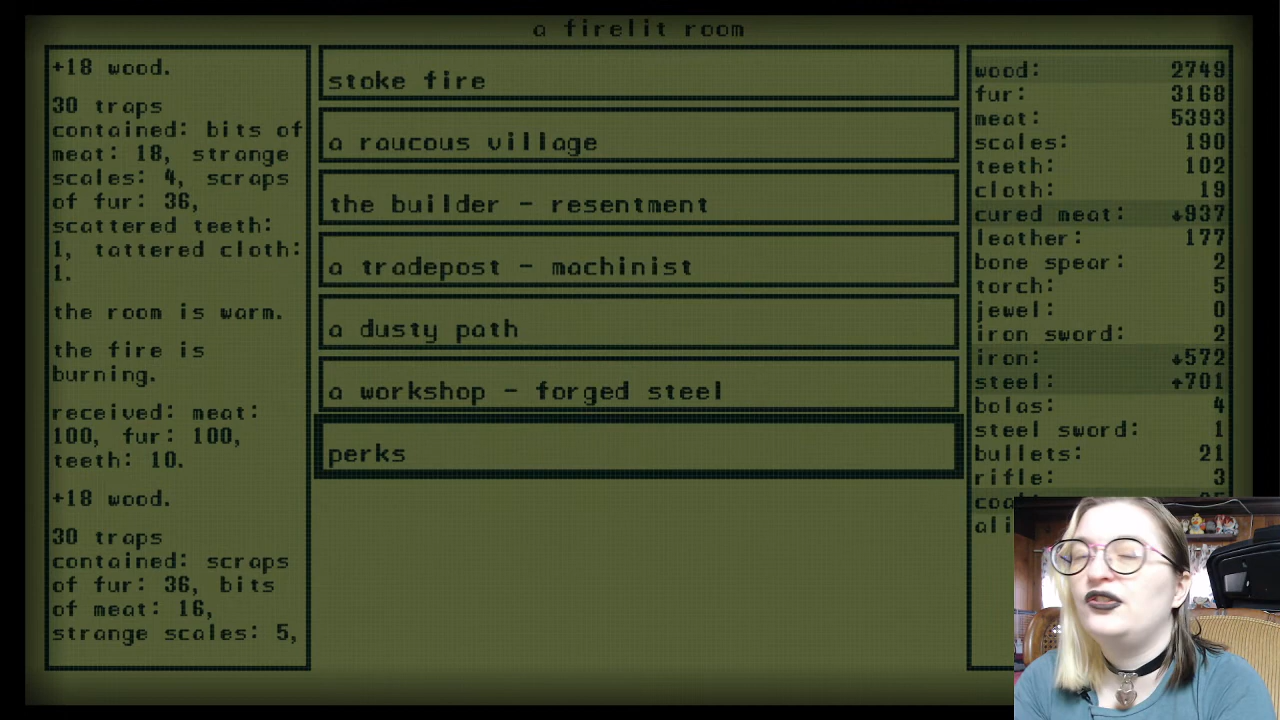 a firelit room
+18 wood.
30 traps
contained: bits of
meat: 18, strange
scales: 4, scraps
of fur: 36,
scattered teeth:
1, tattered cloth:
1.
the room is warm.
the fire is
burning.
received: meat:
100, fur: 100,
teeth: 10.
+18 wood.
30 traps
contained: scraps
of fur: 36, bits
of meat: 16,
strange scales: 5,
stoke fire
a raucous village
the builder - resentment
a tradepost - machinist
a dusty path
a workshop - forged steel
perks
wood: 2749
fur: 3168
meat: 5393
scales: 190
teeth: 102
cloth: 19
cured meat: ↓937
leather: 177
bone spear: 2
torch: 5
jewel: 0
iron sword: 2
iron: ↓572
steel: ↑701
bolas: 4
steel sword: 1
bullets: 21
rifle: 3